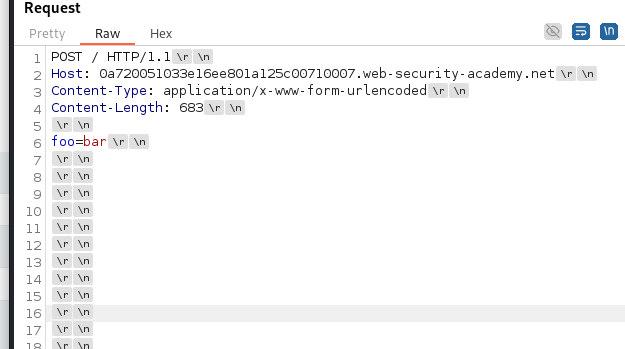 Request
Pretty Raw Hex \n
1 POST / HTTP/1.1 \r \n
2 Host: 0a720051033e16ee801a125c00710007.web-security-academy.net \r \n
3 Content-Type: application/x-www-form-urlencoded \r \n
4 Content-Length: 683 \r \n
5 \r \n
6 foo=bar \r \n
7 \r \n
8 \r \n
9 \r \n
10 \r \n
11 \r \n
12 \r \n
13 \r \n
14 \r \n
15 \r \n
16 \r \n
17 \r \n
18 \r \n